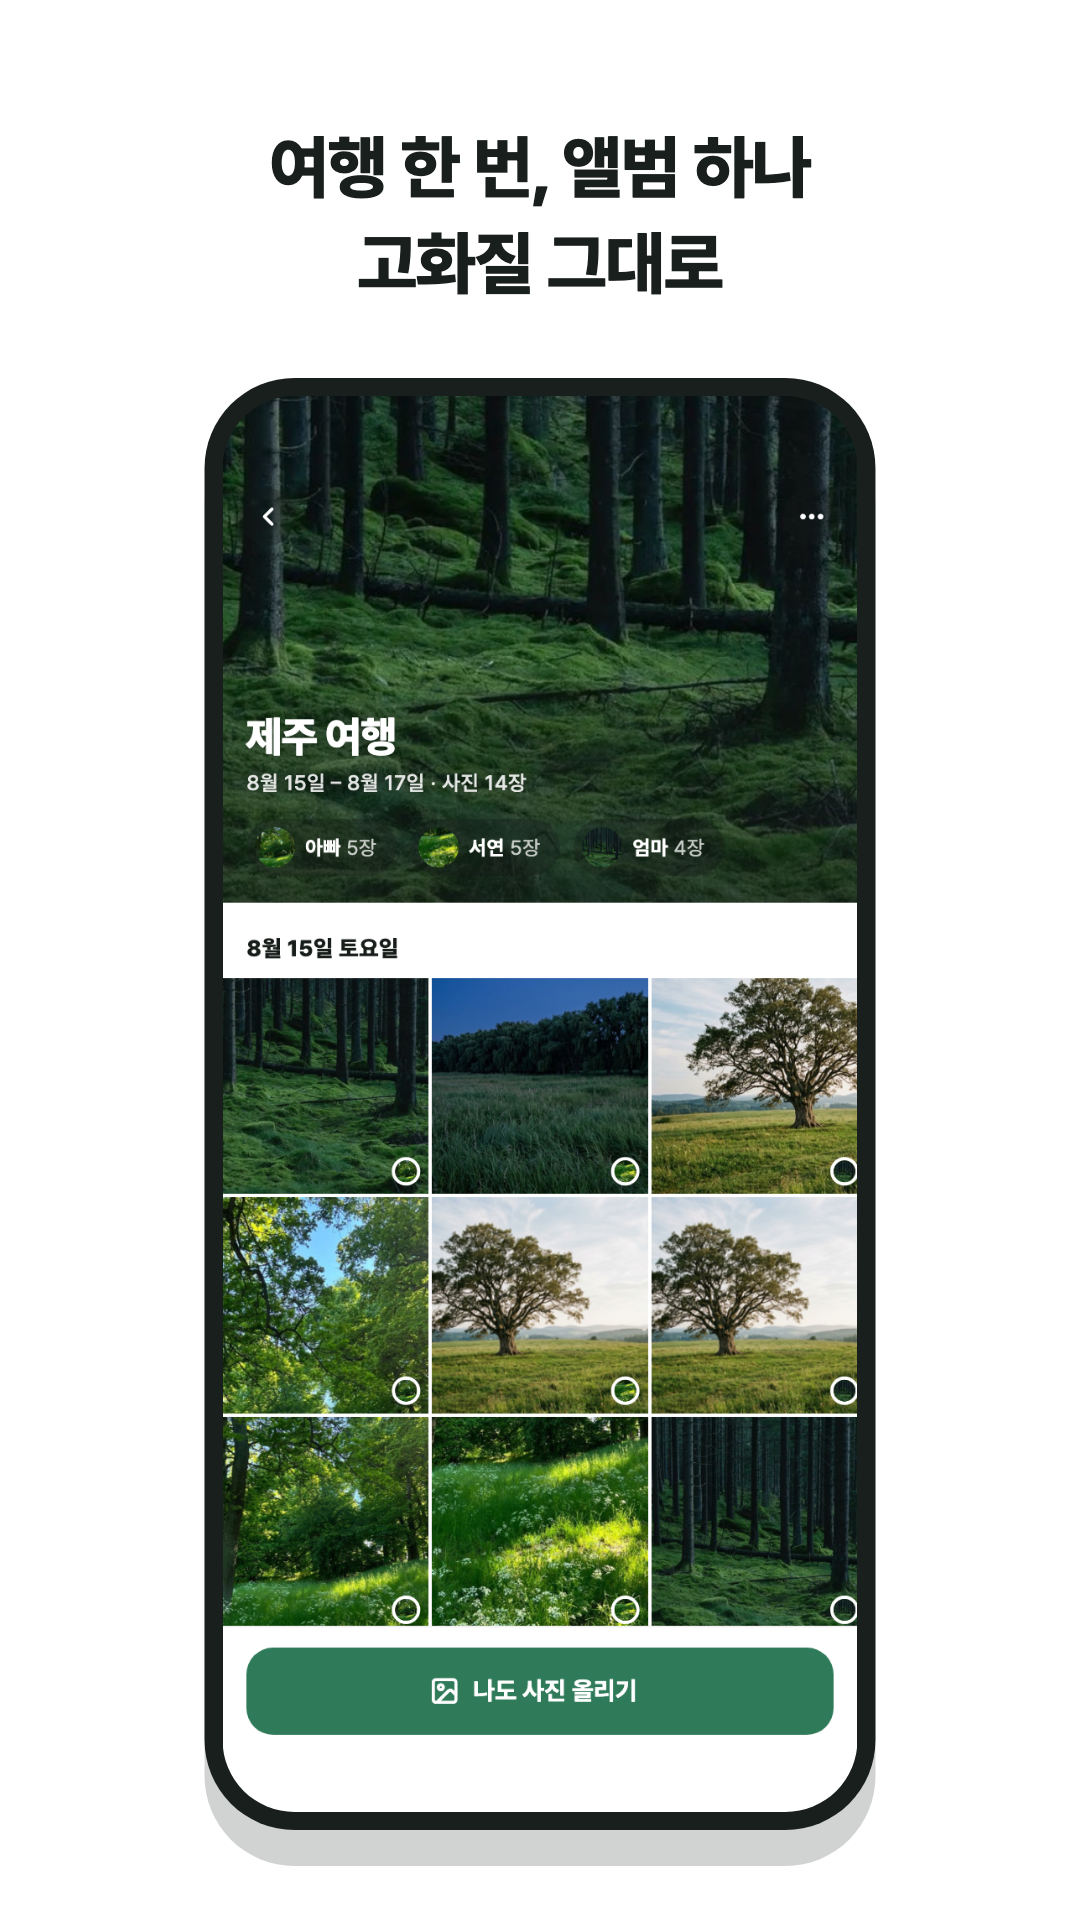 여행 한 번, 앨범 하나
고화질 그대로
제주 여행
8월 15일 – 8월 17일 · 사진 14장
아빠 5장 서연 5장 엄마 4장
8월 15일 토요일
나도 사진 올리기